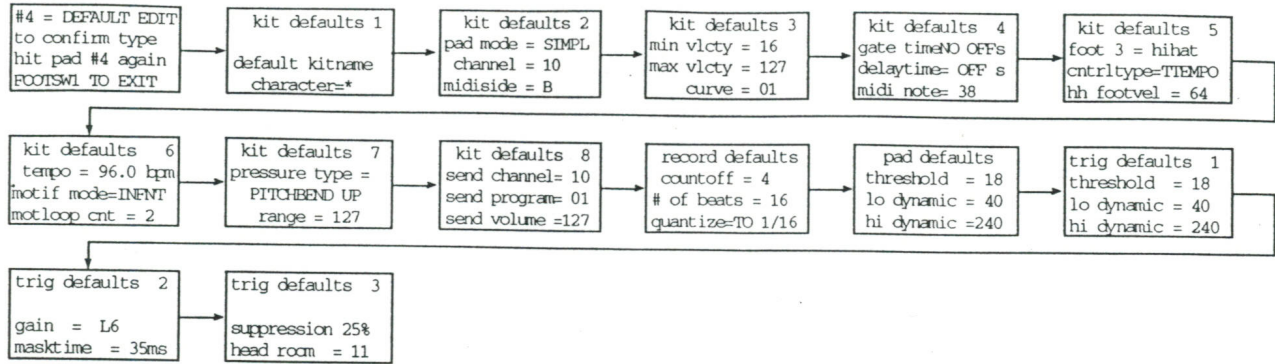 #4 = DEFAULT EDIT
to confirm type
hit pad #4 again
FOOTSW1 TO EXIT
kit defaults 1
default kitname
character=*
kit defaults 2
pad mode = SIMPL
channel = 10
midiside = B
kit defaults 3
min vlcty = 16
max vlcty = 127
curve = 01
kit defaults 4
gate timeNO OFFs
delaytime= OFF s
midi note= 38
kit defaults 5
foot 3 = hihat
cntrltype=TTEMPO
hh footvel = 64
kit defaults 6
tempo = 96.0 bpm
motif mode=INFNT
motloop cnt = 2
kit defaults 7
pressure type =
PITCHBEND UP
range = 127
kit defaults 8
send channel= 10
send program= 01
send volume =127
record defaults
countoff = 4
# of beats = 16
quantize=TO 1/16
pad defaults
threshold = 18
lo dynamic = 40
hi dynamic =240
trig defaults 1
threshold = 18
lo dynamic = 40
hi dynamic = 240
trig defaults 2
gain = L6
masktime = 35ms
trig defaults 3
suppression 25%
head room = 11